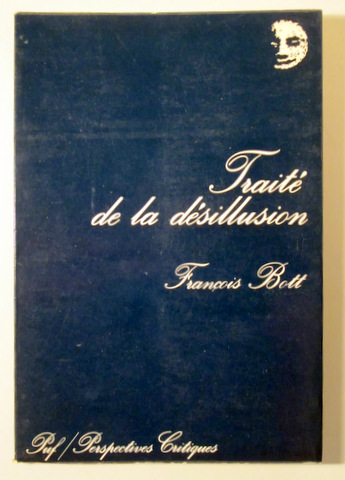 Traité
de la désillusion
François Bott
Puf / Perspectives Critiques